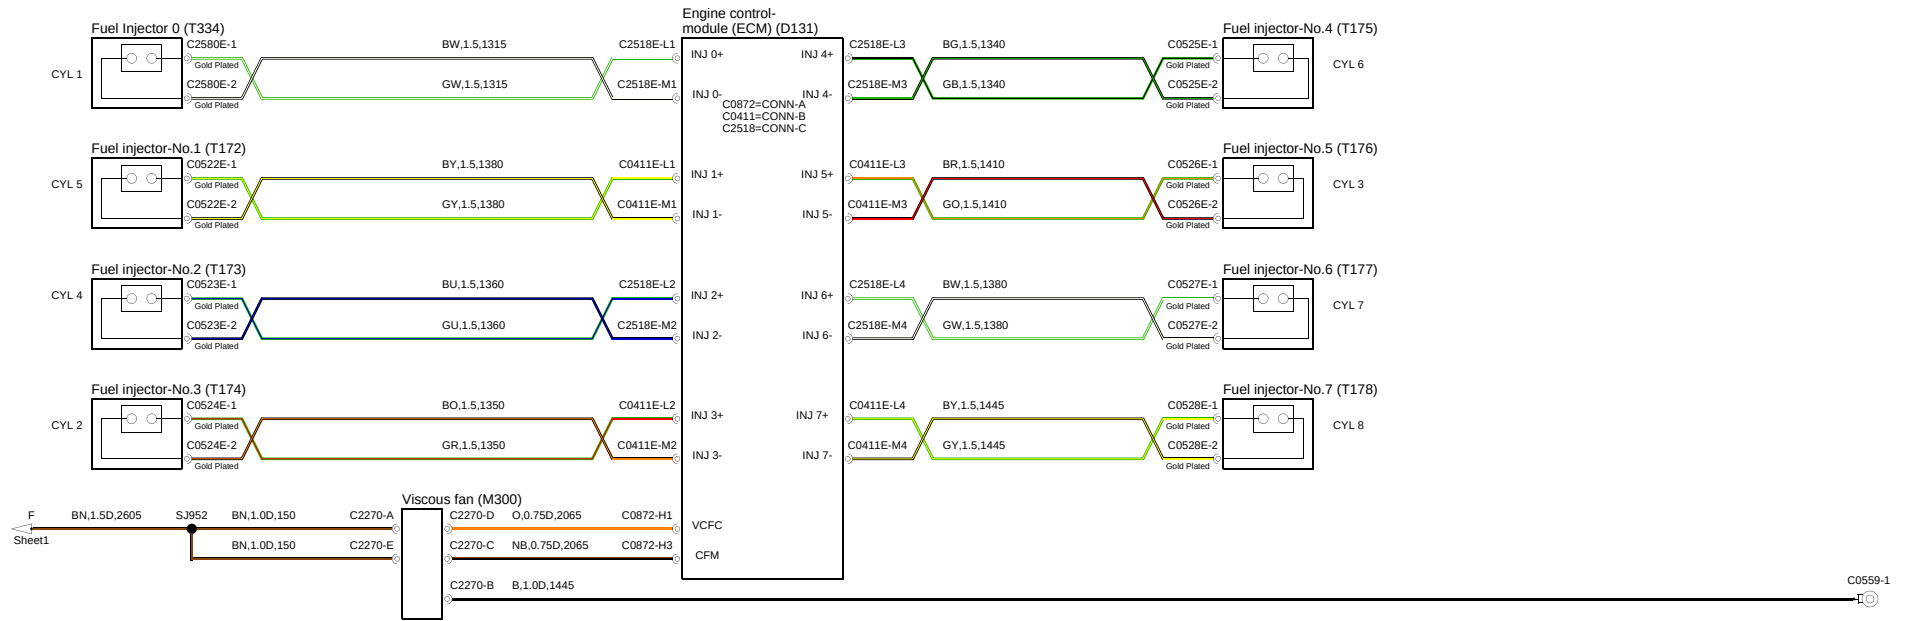 Engine control-
module (ECM) (D131)
Fuel Injector 0 (T334)
CYL 1
C2580E-1
Gold Plated
C2580E-2
Gold Plated
BW,1.5,1315
GW,1.5,1315
C2518E-L1
C2518E-M1
INJ 0+
INJ 0-
INJ 4+
INJ 4-
C0872=CONN-A
C0411=CONN-B
C2518=CONN-C
C2518E-L3
C2518E-M3
BG,1.5,1340
GB,1.5,1340
C0525E-1
Gold Plated
C0525E-2
Gold Plated
Fuel injector-No.4 (T175)
CYL 6
Fuel injector-No.1 (T172)
CYL 5
C0522E-1
Gold Plated
C0522E-2
Gold Plated
BY,1.5,1380
GY,1.5,1380
C0411E-L1
C0411E-M1
INJ 1+
INJ 1-
INJ 5+
INJ 5-
C0411E-L3
C0411E-M3
BR,1.5,1410
GO,1.5,1410
C0526E-1
Gold Plated
C0526E-2
Gold Plated
Fuel injector-No.5 (T176)
CYL 3
Fuel injector-No.2 (T173)
CYL 4
C0523E-1
Gold Plated
C0523E-2
Gold Plated
BU,1.5,1360
GU,1.5,1360
C2518E-L2
C2518E-M2
INJ 2+
INJ 2-
INJ 6+
INJ 6-
C2518E-L4
C2518E-M4
BW,1.5,1380
GW,1.5,1380
C0527E-1
Gold Plated
C0527E-2
Gold Plated
Fuel injector-No.6 (T177)
CYL 7
Fuel injector-No.3 (T174)
CYL 2
C0524E-1
Gold Plated
C0524E-2
Gold Plated
BO,1.5,1350
GR,1.5,1350
C0411E-L2
C0411E-M2
INJ 3+
INJ 3-
INJ 7+
INJ 7-
C0411E-L4
C0411E-M4
BY,1.5,1445
GY,1.5,1445
C0528E-1
Gold Plated
C0528E-2
Gold Plated
Fuel injector-No.7 (T178)
CYL 8
Viscous fan (M300)
F
Sheet1
BN,1.5D,2605
SJ952
BN,1.0D,150
C2270-A
BN,1.0D,150
C2270-E
C2270-D
O,0.75D,2065
C0872-H1
VCFC
C2270-C
NB,0.75D,2065
C0872-H3
CFM
C2270-B
B,1.0D,1445
C0559-1